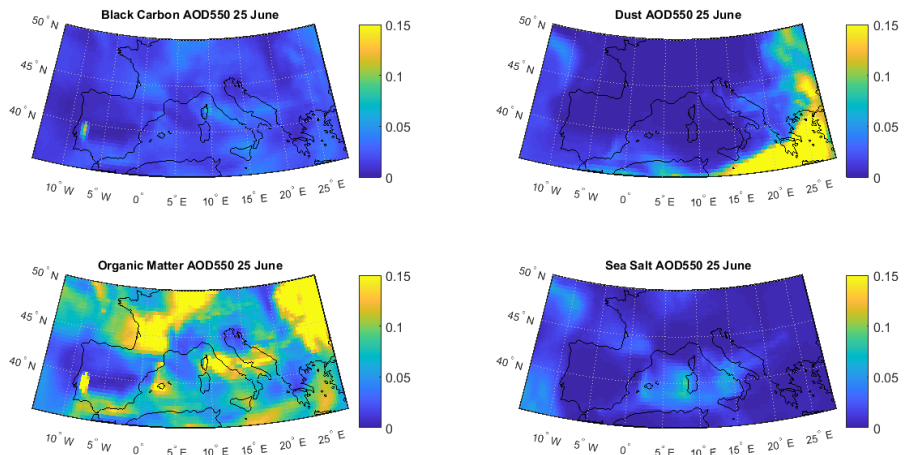 Black Carbon AOD550 25 June
50° N
45° N
40° N
10° W
5° W
0°
5° E
10° E
15° E
20° E
25° E
0.15
0.1
0.05
0
Dust AOD550 25 June
50° N
45° N
40° N
10° W
5° W
0°
5° E
10° E
15° E
20° E
25° E
0.15
0.1
0.05
0
Organic Matter AOD550 25 June
50° N
45° N
40° N
10° W
5° W
0°
5° E
10° E
15° E
20° E
25° E
0.15
0.1
0.05
0
Sea Salt AOD550 25 June
50° N
45° N
40° N
10° W
5° W
0°
5° E
10° E
15° E
20° E
25° E
0.15
0.1
0.05
0